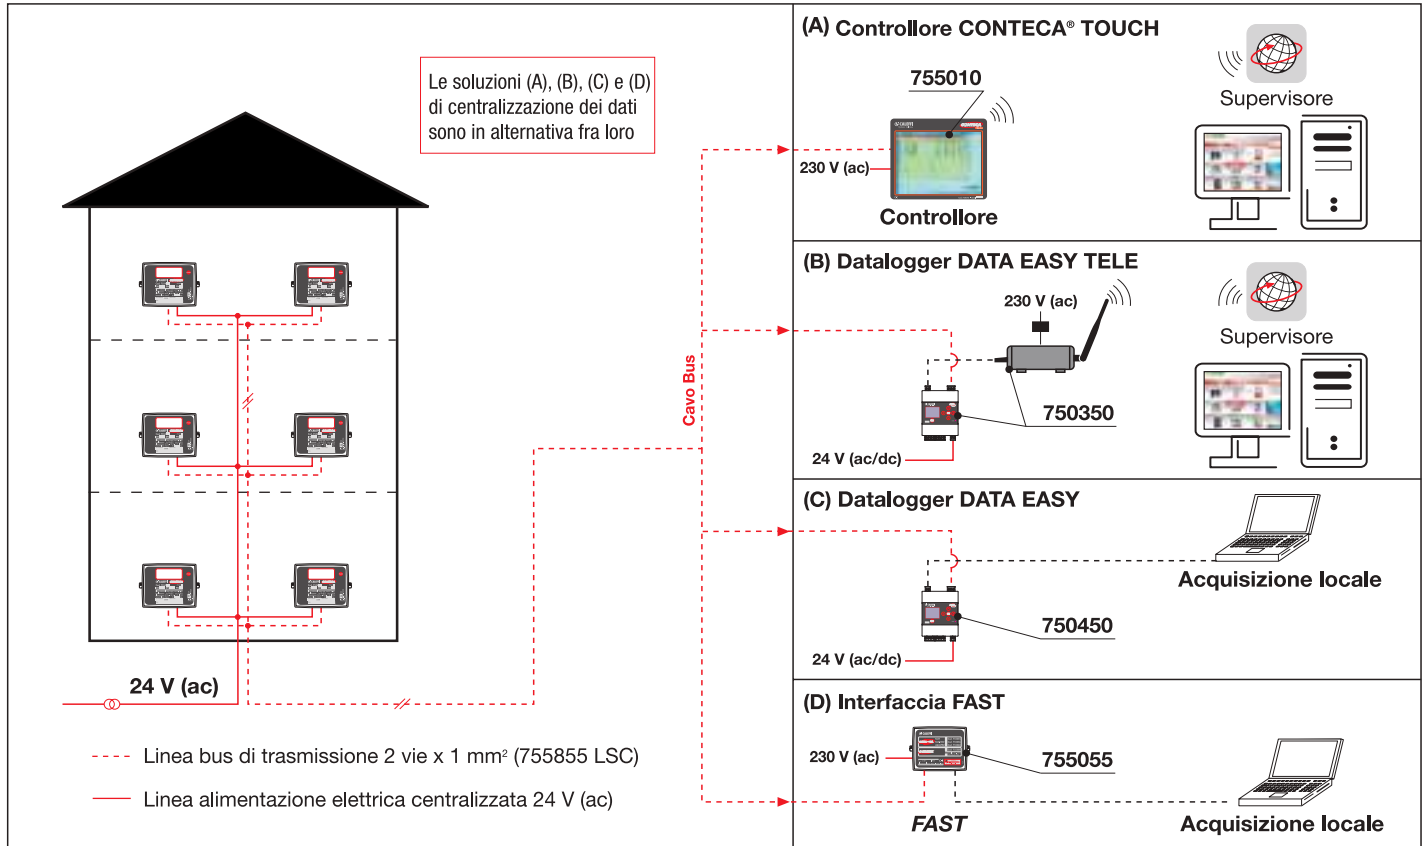 Le soluzioni (A), (B), (C) e (D)
di centralizzazione dei dati
sono in alternativa fra loro
24 V (ac)
Linea bus di trasmissione 2 vie x 1 mm² (755855 LSC)
Linea alimentazione elettrica centralizzata 24 V (ac)
Cavo Bus
(A) Controllore CONTECA® TOUCH
755010
230 V (ac)
Controllore
Supervisore
(B) Datalogger DATA EASY TELE
230 V (ac)
750350
24 V (ac/dc)
Supervisore
(C) Datalogger DATA EASY
750450
24 V (ac/dc)
Acquisizione locale
(D) Interfaccia FAST
230 V (ac)
755055
FAST
Acquisizione locale